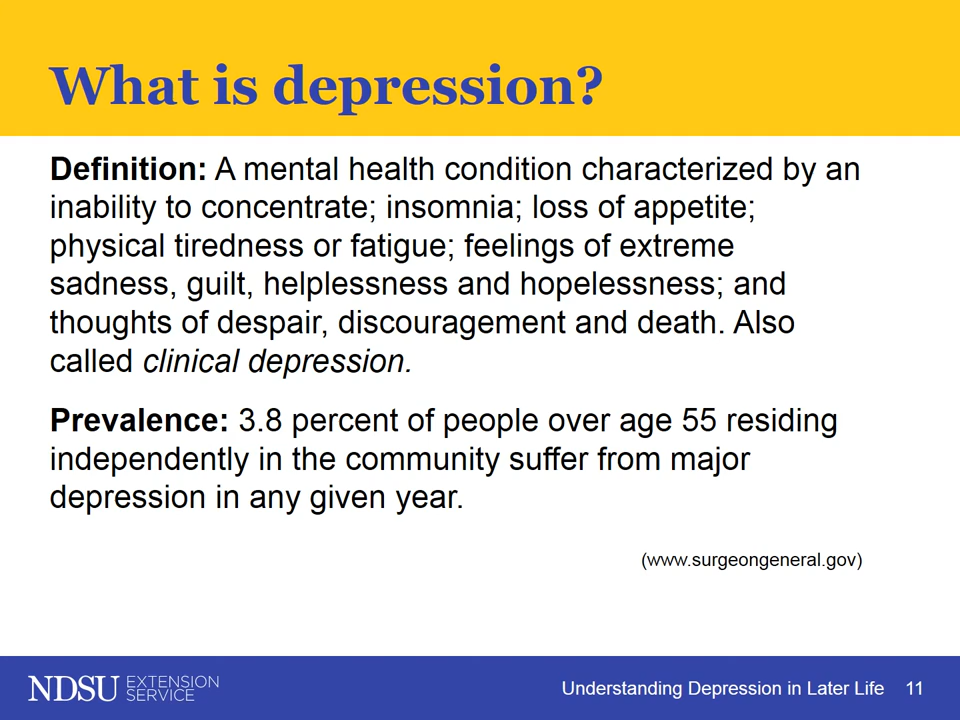 What is depression?
Definition: A mental health condition characterized by an
inability to concentrate; insomnia; loss of appetite;
physical tiredness or fatigue; feelings of extreme
sadness, guilt, helplessness and hopelessness; and
thoughts of despair, discouragement and death. Also
called clinical depression.
Prevalence: 3.8 percent of people over age 55 residing
independently in the community suffer from major
depression in any given year.
(www.surgeongeneral.gov)
NDSU EXTENSION
SERVICE
Understanding Depression in Later Life 11